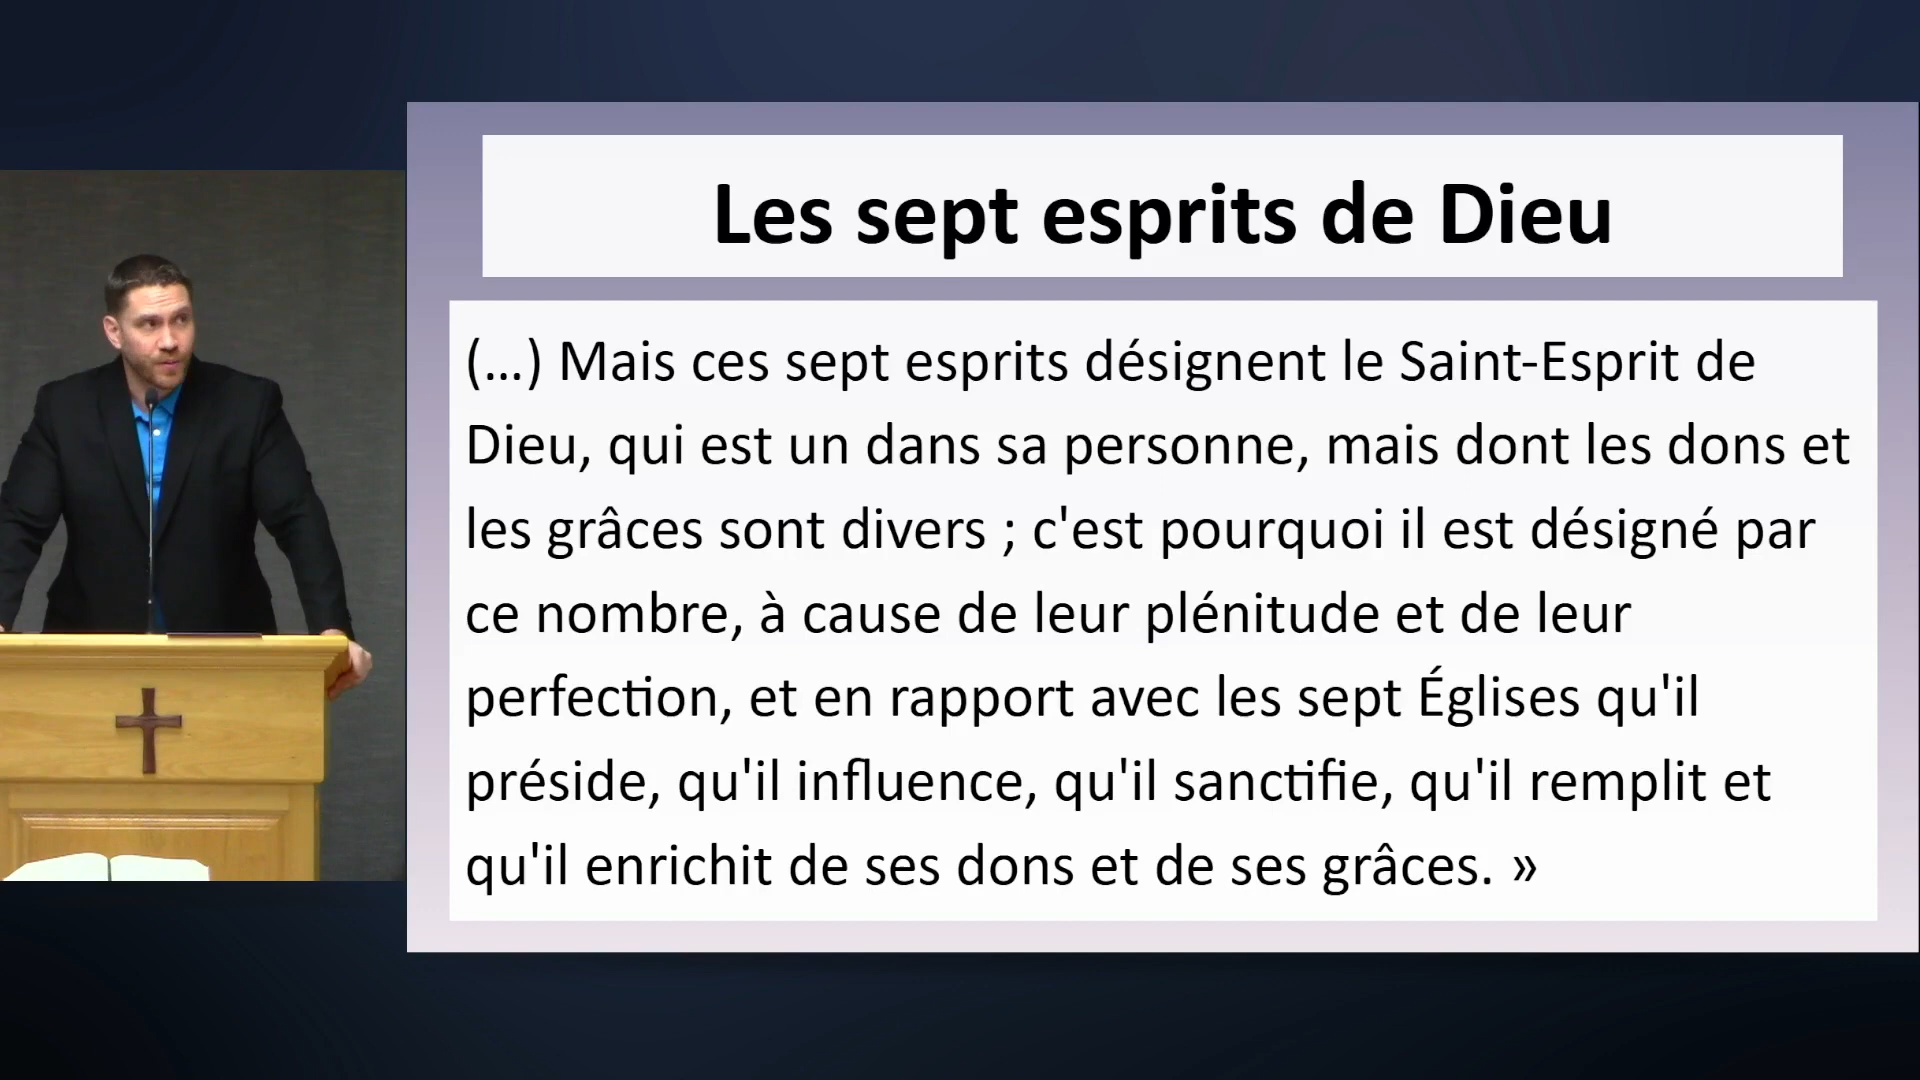 Les sept esprits de Dieu
(...) Mais ces sept esprits désignent le Saint-Esprit de
Dieu, qui est un dans sa personne, mais dont les dons et
les grâces sont divers ; c'est pourquoi il est désigné par
ce nombre, à cause de leur plénitude et de leur
perfection, et en rapport avec les sept Églises qu'il
préside, qu'il influence, qu'il sanctifie, qu'il remplit et
qu'il enrichit de ses dons et de ses grâces. »